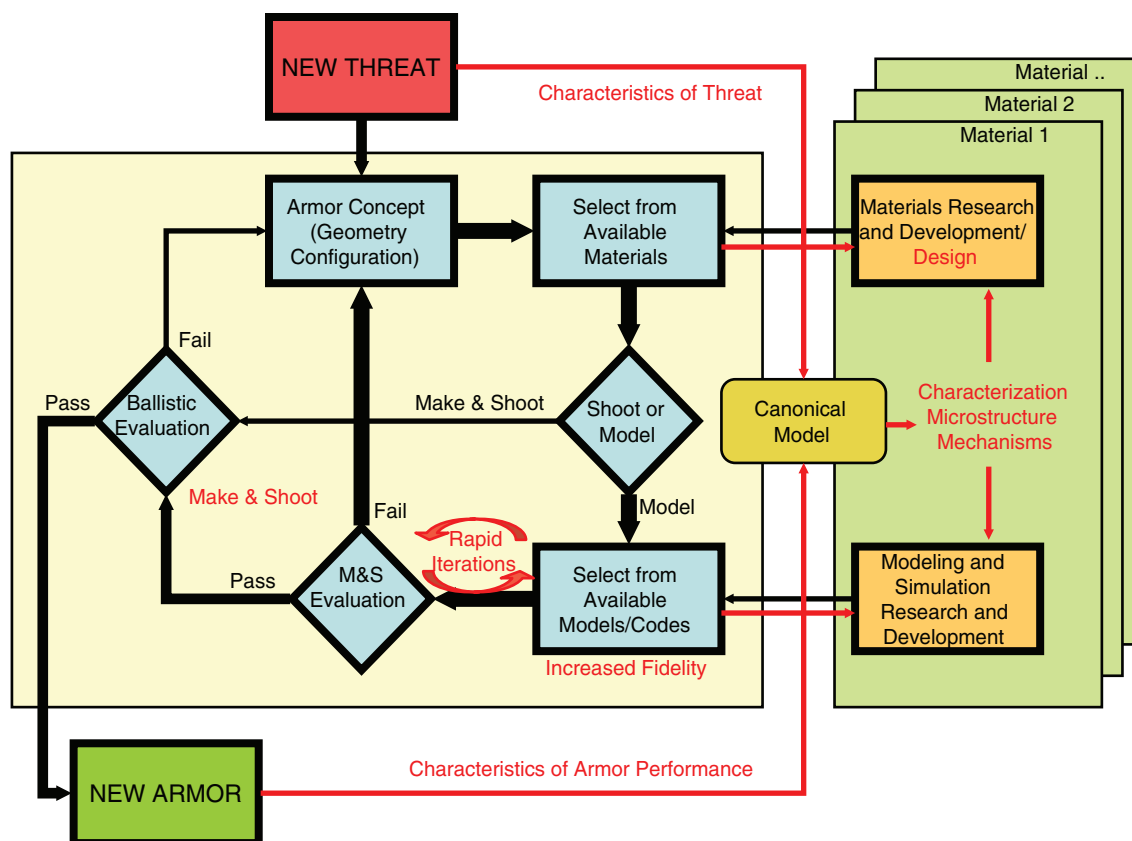 NEW THREAT
Characteristics of Threat
Material ..
Material 2
Material 1
Armor Concept
(Geometry
Configuration)
Select from
Available
Materials
Materials Research
and Development/
Design
Fail
Pass
Ballistic
Evaluation
Make & Shoot
Shoot or
Model
Canonical
Model
Characterization
Microstructure
Mechanisms
Make & Shoot
Fail
Model
Rapid
Iterations
Pass
M&S
Evaluation
Select from
Available
Models/Codes
Modeling and
Simulation
Research and
Development
Increased Fidelity
NEW ARMOR
Characteristics of Armor Performance